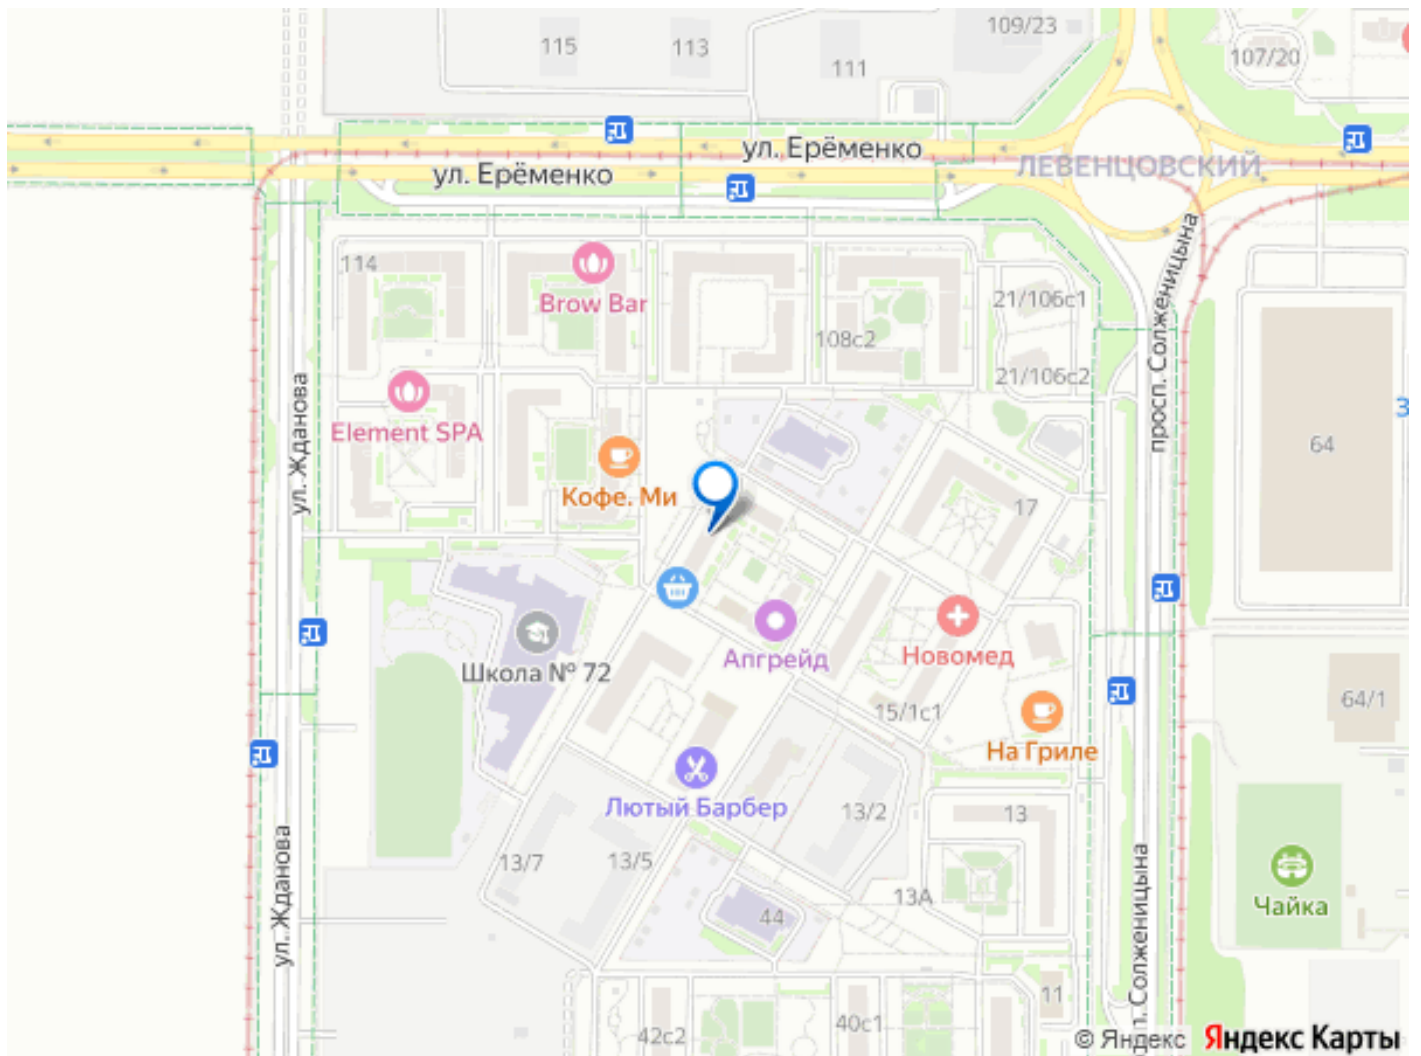 109/23
115
113
111
107/20
ул. Ерёменко
ул. Ерёменко
ЛЕВЕНЦОВСКИЙ
просп. Солженицына
114
Brow Bar
108с2
21/106с1
21/106с2
ул. Жданова
Element SPA
Кофе. Ми
64
З
17
Школа № 72
Апгрейд
Новомед
15/1с1
64/1
На Гриле
Лютый Барбер
13/2
13
13/7
13/5
13А
44
Чайка
ул. Жданова
п. Солженицына
11
42с2
40с1
© Яндекс Яндекс Карты